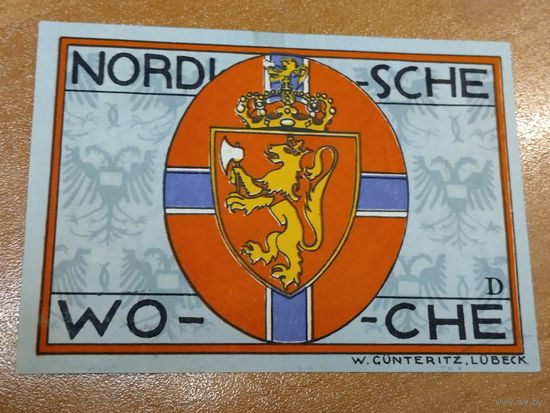 NORDI -SCHE
D
WO- -CHE
W. GÜNTERITZ, LÜBECK